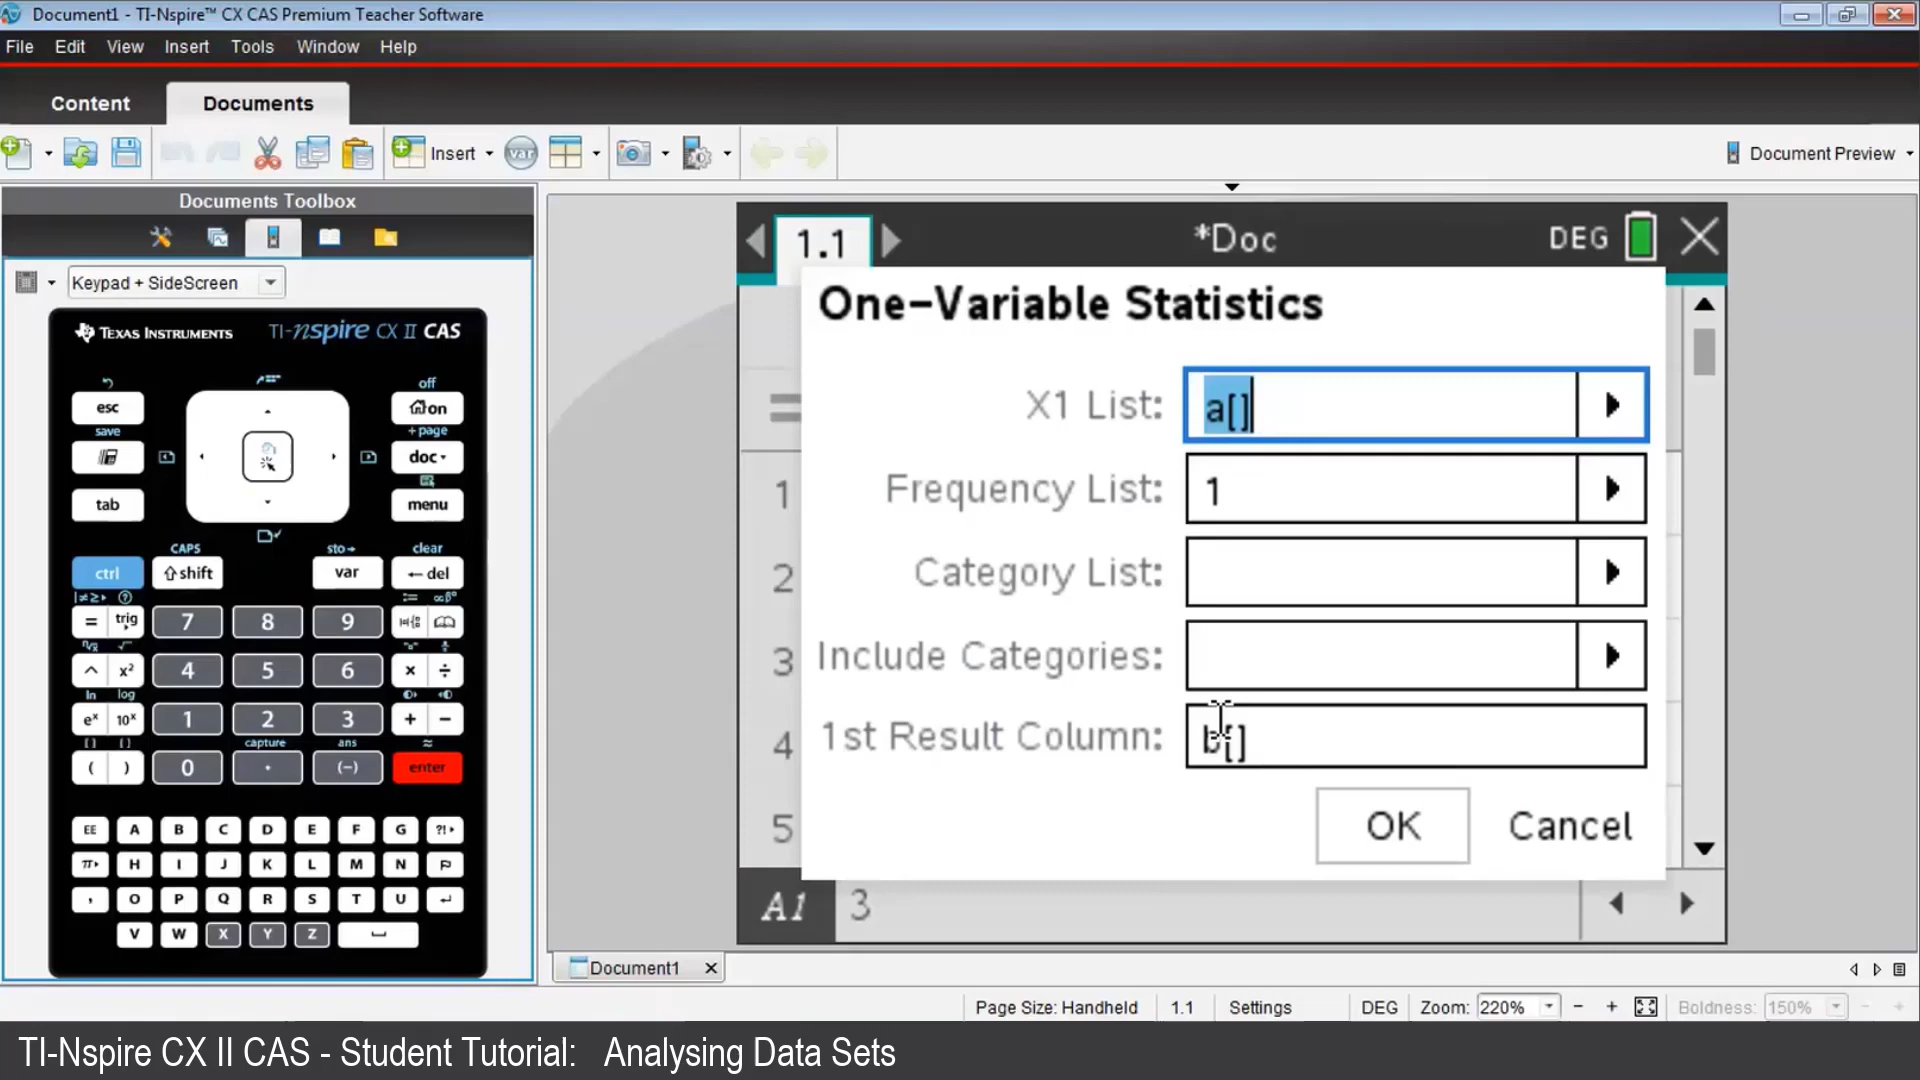 Document1 - TI-Nspire™ CX CAS Premium Teacher Software
File Edit View Insert Tools Window Help
Content Documents
Insert var Document Preview
Documents Toolbox
Keypad + SideScreen
TEXAS INSTRUMENTS TI-nspire CX II CAS
off
esc on
save + page
doc
tab menu
CAPS sto→ clear
ctrl shift var ←del
= trig 7 8 9
^ x² 4 5 6 × ÷
ln log
eˣ 10ˣ 1 2 3 + −
[ ] { } capture ans ≈
( ) 0 . (−) enter
EE A B C D E F G ?!▸
π▸ H I J K L M N
, O P Q R S T U
V W X Y Z
1.1 *Doc DEG
One-Variable Statistics
X1 List: a[]
Frequency List: 1
Category List:
Include Categories:
1st Result Column: b[]
OK Cancel
=
1
2
3
4
5
A1 3
Document1
Page Size: Handheld 1.1 Settings DEG Zoom: 220% − + Boldness: 150% − +
TI-Nspire CX II CAS - Student Tutorial: Analysing Data Sets